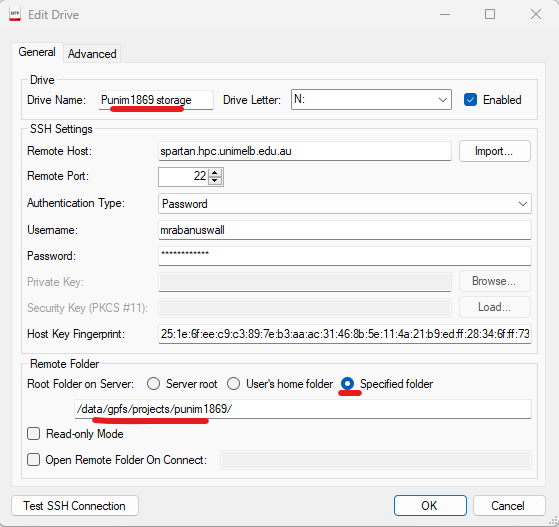 Edit Drive
General Advanced
Drive
Drive Name: Punim1869 storage Drive Letter: N: Enabled
SSH Settings
Remote Host: spartan.hpc.unimelb.edu.au Import...
Remote Port: 22
Authentication Type: Password
Username: mrabanuswall
Password: ************
Private Key: Browse...
Security Key (PKCS #11): Load...
Host Key Fingerprint: 25:1e:6f:ee:c9:c3:89:7e:b3:aa:ac:31:46:8b:5e:11:4a:21:b9:ed:ff:28:34:6f:ff:73
Remote Folder
Root Folder on Server: Server root User's home folder Specified folder
/data/gpfs/projects/punim1869/
Read-only Mode
Open Remote Folder On Connect:
Test SSH Connection OK Cancel